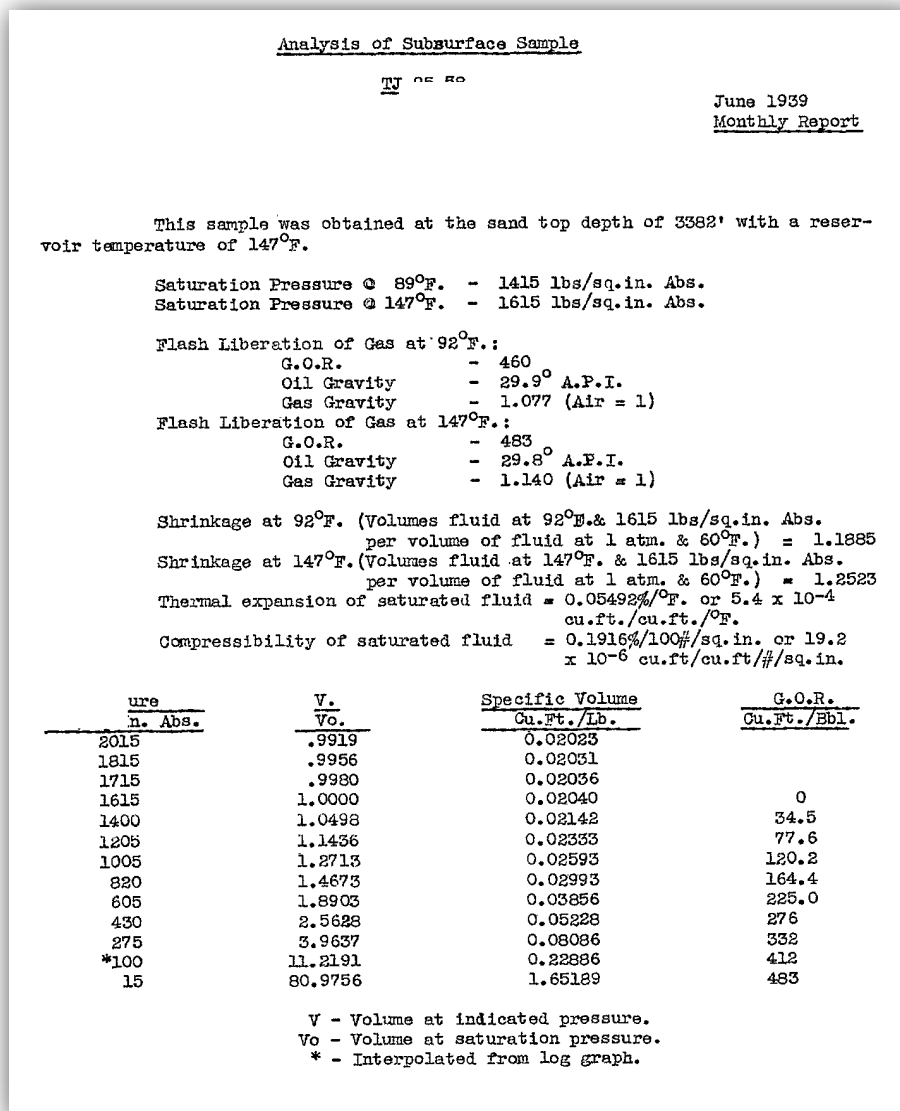 Analysis of Subsurface Sample
TJ
June 1939
Monthly Report
This sample was obtained at the sand top depth of 3382' with a reser-
voir temperature of 147°F.
Saturation Pressure @ 89°F. - 1415 lbs/sq.in. Abs.
Saturation Pressure @ 147°F. - 1615 lbs/sq.in. Abs.
Flash Liberation of Gas at 92°F.:
G.O.R. - 460
Oil Gravity - 29.9° A.P.I.
Gas Gravity - 1.077 (Air = 1)
Flash Liberation of Gas at 147°F.:
G.O.R. - 483
Oil Gravity - 29.8° A.P.I.
Gas Gravity - 1.140 (Air = 1)
Shrinkage at 92°F. (Volumes fluid at 92°F.& 1615 lbs/sq.in. Abs.
per volume of fluid at 1 atm. & 60°F.) = 1.1885
Shrinkage at 147°F.(Volumes fluid at 147°F. & 1615 lbs/sq.in. Abs.
per volume of fluid at 1 atm. & 60°F.) = 1.2523
Thermal expansion of saturated fluid = 0.05492%/°F. or 5.4 x 10-4
cu.ft./cu.ft./°F.
Compressibility of saturated fluid = 0.1916%/100#/sq.in. or 19.2
x 10-6 cu.ft/cu.ft/#/sq.in.
ure V. Specific Volume G.O.R.
n. Abs. Vo. Cu.Ft./Lb. Cu.Ft./Bbl.
2015 .9919 0.02023
1815 .9956 0.02031
1715 .9980 0.02036
1615 1.0000 0.02040 0
1400 1.0498 0.02142 34.5
1205 1.1436 0.02333 77.6
1005 1.2713 0.02593 120.2
820 1.4673 0.02993 164.4
605 1.8903 0.03856 225.0
430 2.5628 0.05228 276
275 3.9637 0.08086 332
*100 11.2191 0.22886 412
15 80.9756 1.65189 483
V - Volume at indicated pressure.
Vo - Volume at saturation pressure.
* - Interpolated from log graph.